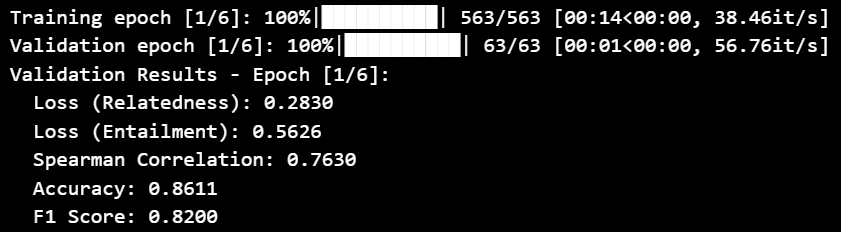 Training epoch [1/6]: 100%|██████████| 563/563 [00:14<00:00, 38.46it/s]
Validation epoch [1/6]: 100%|██████████| 63/63 [00:01<00:00, 56.76it/s]
Validation Results - Epoch [1/6]:
  Loss (Relatedness): 0.2830
  Loss (Entailment): 0.5626
  Spearman Correlation: 0.7630
  Accuracy: 0.8611
  F1 Score: 0.8200